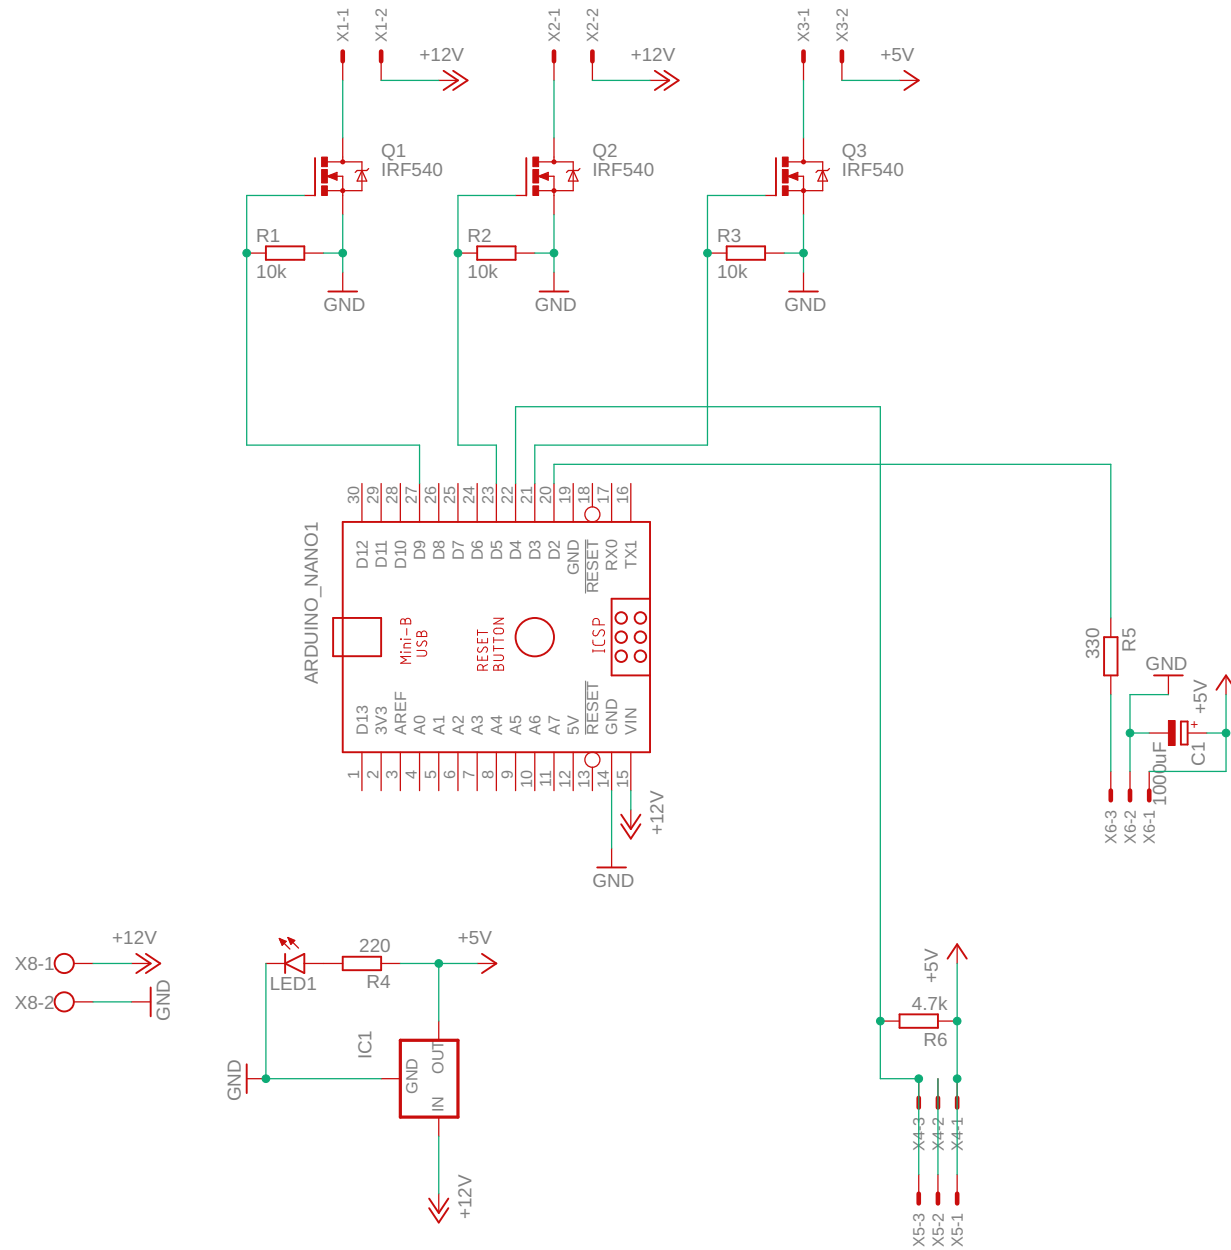 X1-1
X1-2
+12V
X2-1
X2-2
+12V
X3-1
X3-2
+5V
Q1
IRF540
Q2
IRF540
Q3
IRF540
R1
10k
R2
10k
R3
10k
GND
GND
GND
30
29
28
27
26
25
24
23
22
21
20
19
18
17
16
D12
D11
D10
D9
D8
D7
D6
D5
D4
D3
D2
GND
RESET
RX0
TX1
ARDUINO_NANO1
Mini-B
USB
RESET
BUTTON
ICSP
D13
3V3
AREF
A0
A1
A2
A3
A4
A5
A6
A7
5V
RESET
GND
VIN
1
2
3
4
5
6
7
8
9
10
11
12
13
14
15
+12V
GND
330
R5
GND
+5V
+
C1
1000uF
X6-3
X6-2
X6-1
X8-1
+12V
X8-2
GND
LED1
220
R4
+5V
IC1
GND
OUT
IN
GND
+12V
+5V
4.7k
R6
X4-3
X4-2
X4-1
X5-3
X5-2
X5-1